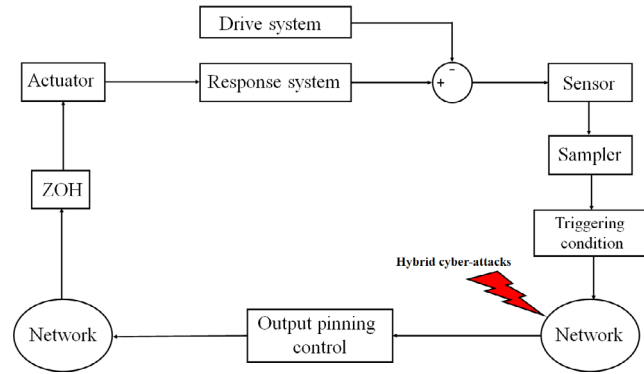 Drive system
Actuator
Response system
+
-
Sensor
ZOH
Sampler
Triggering
condition
Hybrid cyber-attacks
Network
Output pinning
control
Network